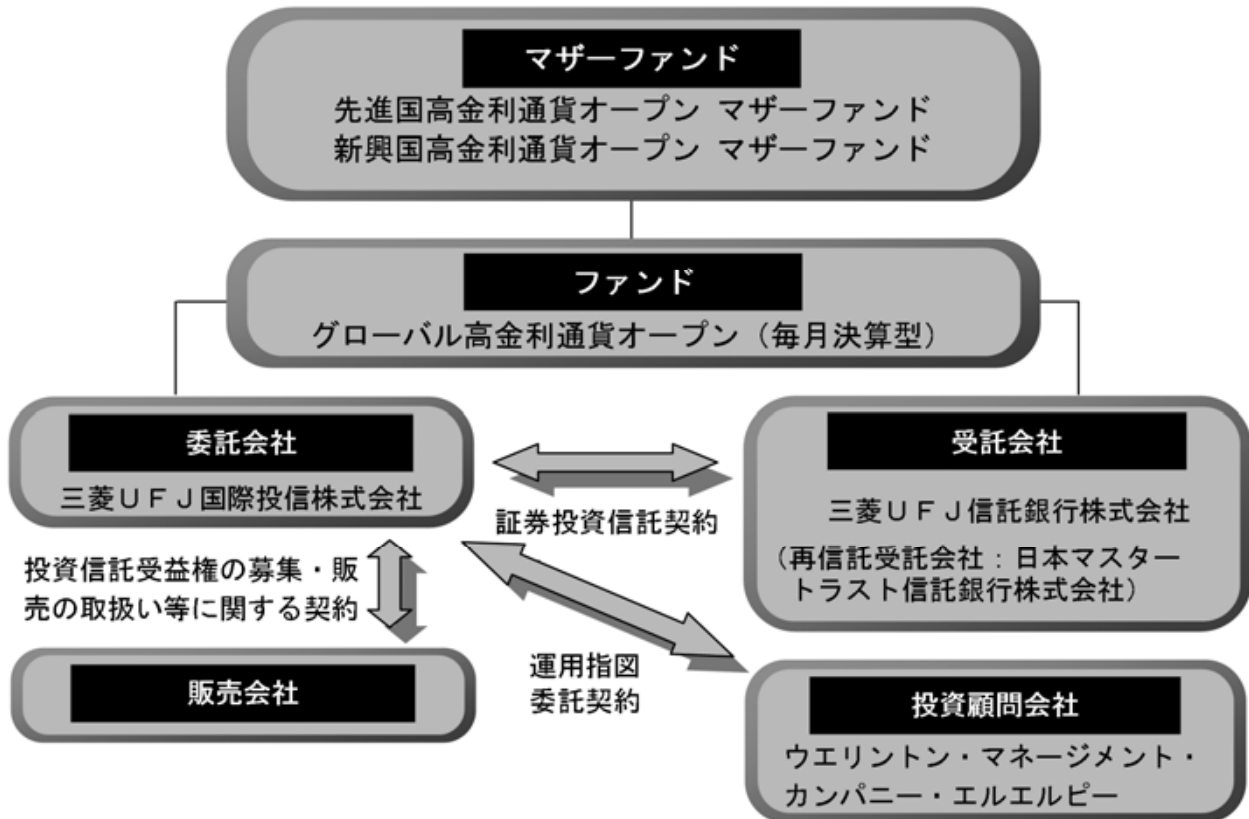 マザーファンド
先進国高金利通貨オープン マザーファンド
新興国高金利通貨オープン マザーファンド
ファンド
グローバル高金利通貨オープン（毎月決算型）
委託会社
三菱ＵＦＪ国際投信株式会社
証券投資信託契約
受託会社
三菱ＵＦＪ信託銀行株式会社
（再信託受託会社：日本マスター
トラスト信託銀行株式会社）
投資信託受益権の募集・販
売の取扱い等に関する契約
運用指図
委託契約
販売会社
投資顧問会社
ウエリントン・マネージメント・
カンパニー・エルエルピー